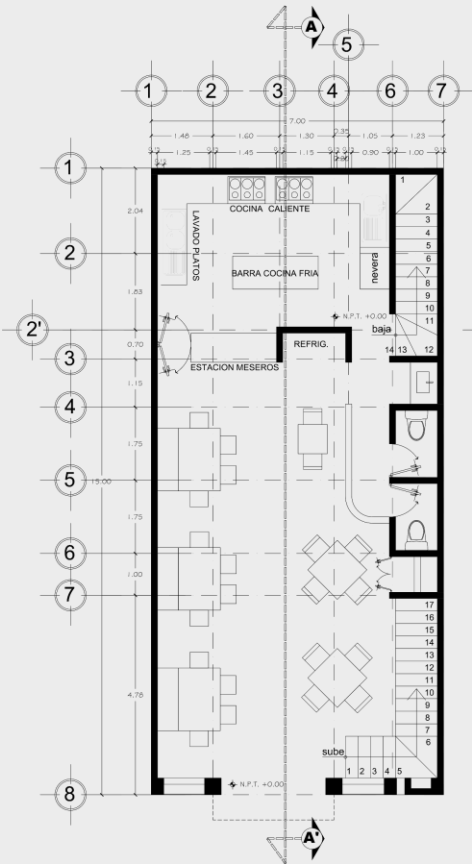 A
5
1 2 3 4 6 7
7.00
1.48 1.60 1.30 0.35 1.05 1.23
1.25 1.45 1.15 0.90 1.00
1
2.04
2
1.83
2'
0.70
3
1.15
4
1.75
5
15.00
1.75
6
1.00
7
4.78
8
COCINA CALIENTE
LAVADO PLATOS
BARRA COCINA FRIA
nevera
N.P.T. +0.00
baja
REFRIG.
ESTACION MESEROS
1
2
3
4
5
6
7
8
9
10
11
14 13 12
17
16
15
14
13
12
11
10
9
8
7
6
sube
1 2 3 4 5
N.P.T. +0.00
A'